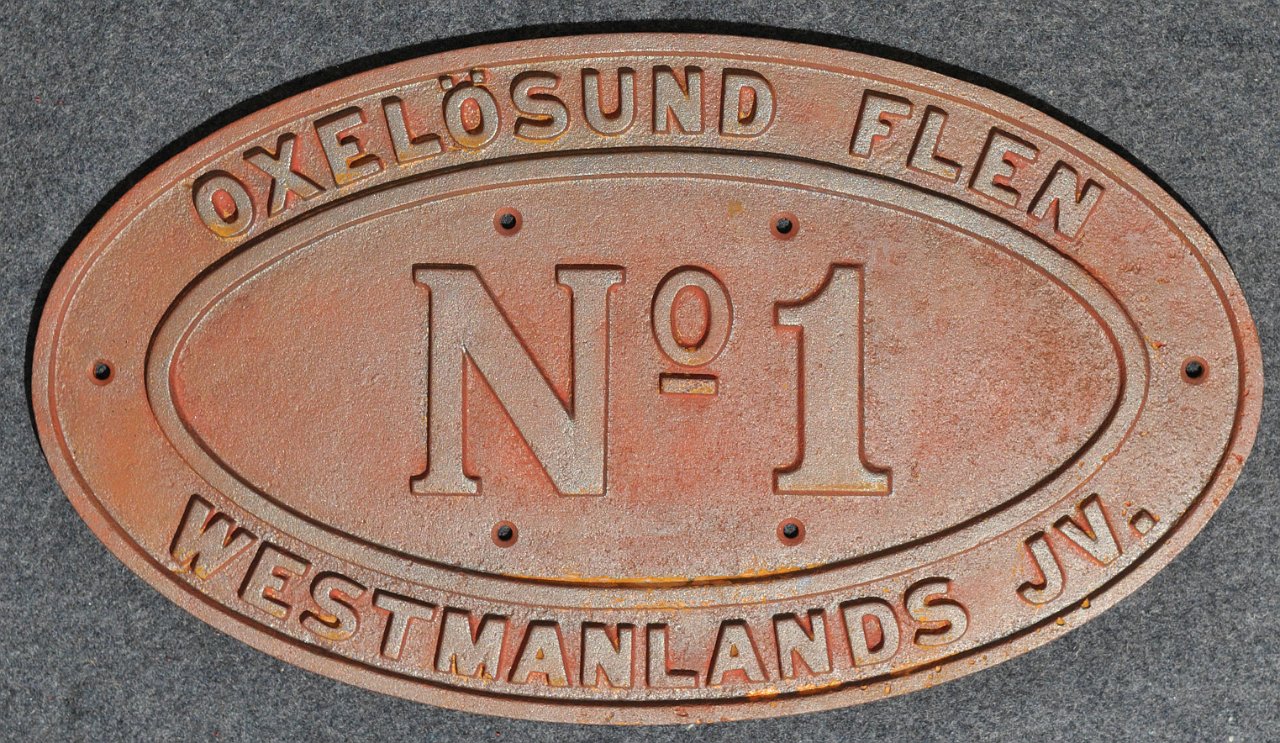 OXELÖSUND FLEN
Nº 1
WESTMANLANDS JV.